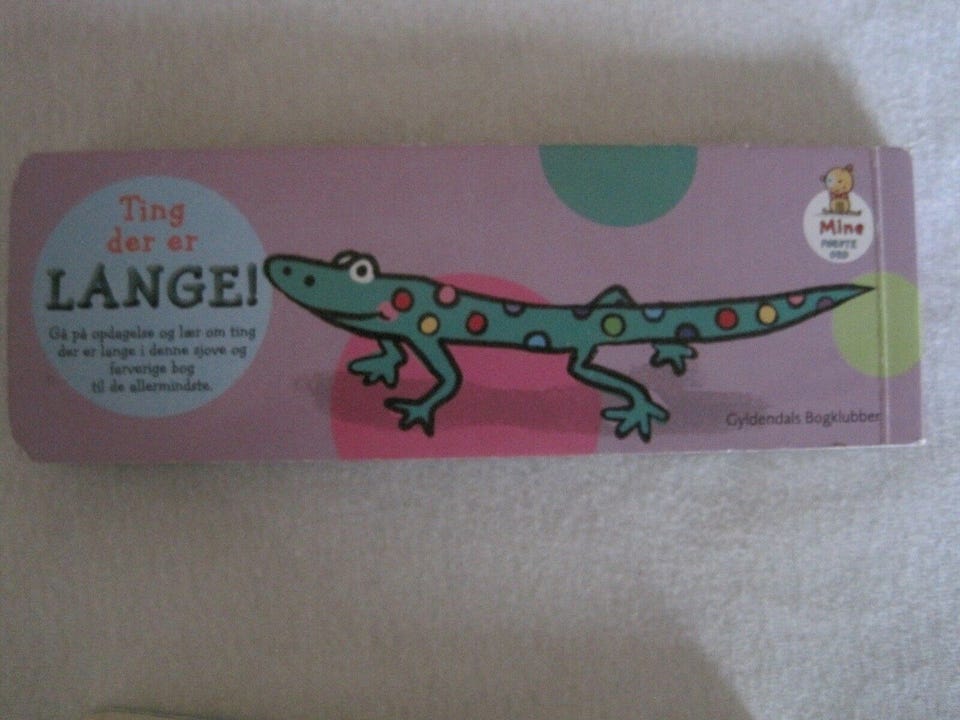 Ting
der er
LANGE!
Gå på opdagelse og lær om ting
der er lange i denne sjove og
farverige bog
til de allermindste.
Mine
FØRSTE
ORD
Gyldendals Bogklubber